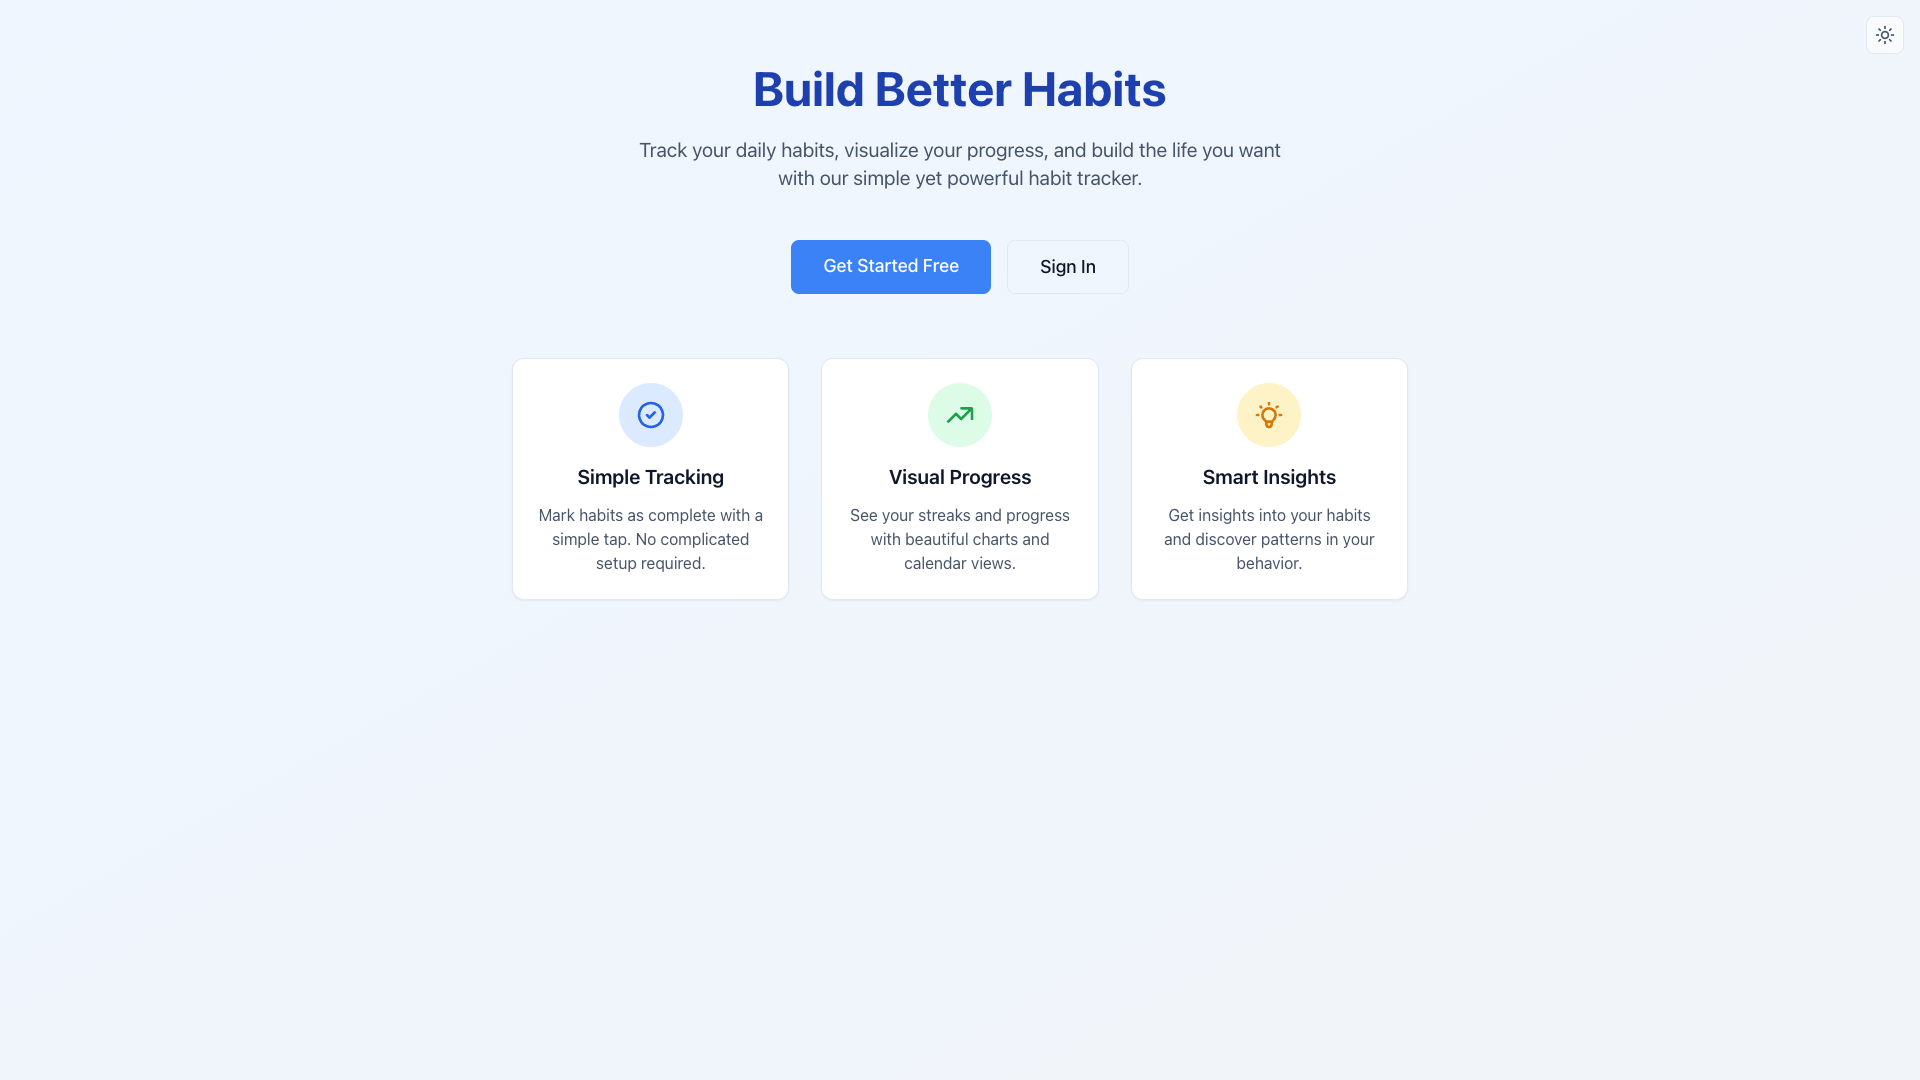 Build Better Habits
Track your daily habits, visualize your progress, and build the life you want
with our simple yet powerful habit tracker.
Get Started Free
Sign In
Simple Tracking
Mark habits as complete with a
simple tap. No complicated
setup required.
Visual Progress
See your streaks and progress
with beautiful charts and
calendar views.
Smart Insights
Get insights into your habits
and discover patterns in your
behavior.